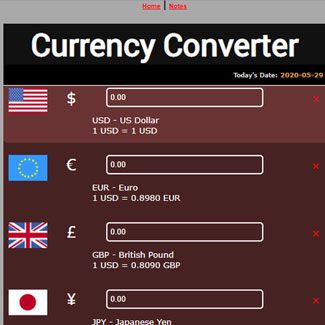 Home | Notes
Currency Converter
Today's Date: 2020-05-29
$ 0.00 ×
USD - US Dollar
1 USD = 1 USD
€ 0.00 ×
EUR - Euro
1 USD = 0.8980 EUR
£ 0.00 ×
GBP - British Pound
1 USD = 0.8090 GBP
¥ 0.00 ×
JPY - Japanese Yen